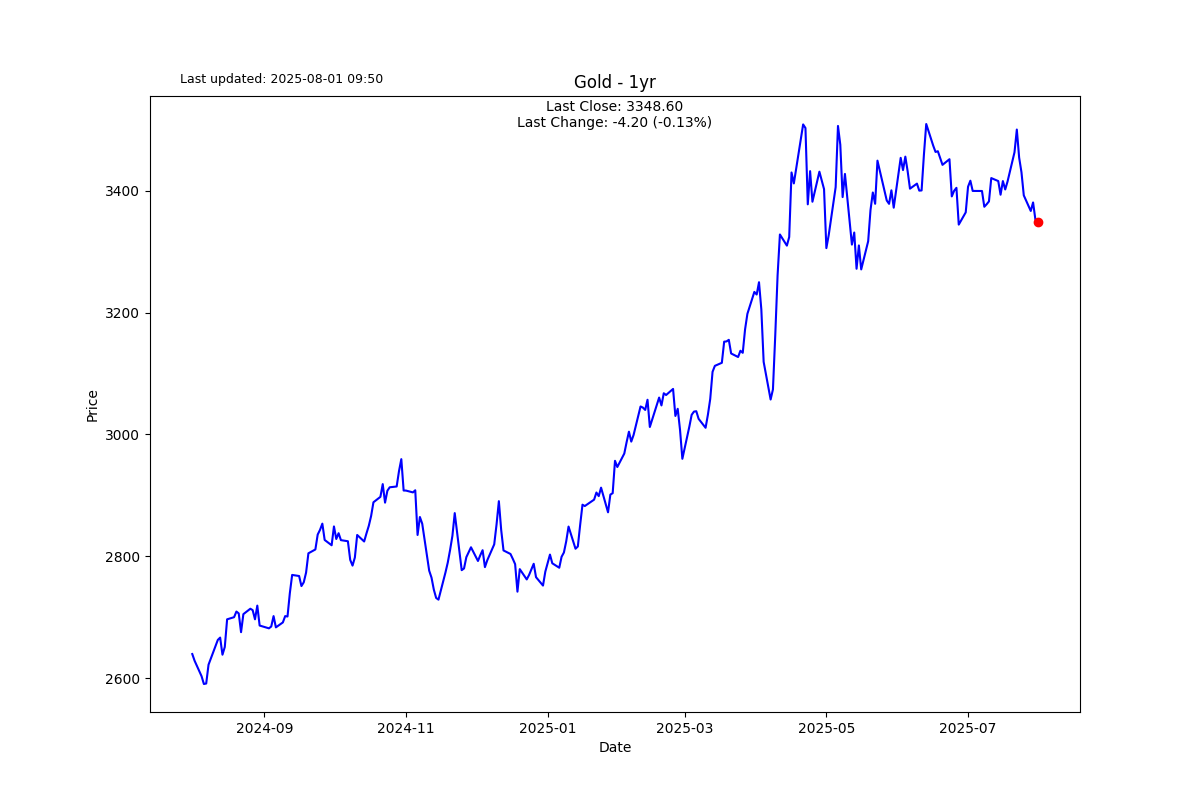 Last updated: 2025-08-01 09:50
Gold - 1yr
Last Close: 3348.60
Last Change: -4.20 (-0.13%)
3400
3200
3000
2800
2600
Price
2024-09
2024-11
2025-01
2025-03
2025-05
2025-07
Date